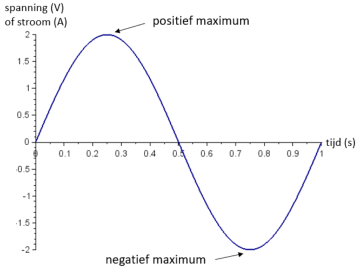 spanning (V)
of stroom (A)
positief maximum
2
1.5
1
0.5
0
0 0.1 0.2 0.3 0.4 0.5 0.6 0.7 0.8 0.9 1
tijd (s)
-0.5
-1
-1.5
-2
negatief maximum